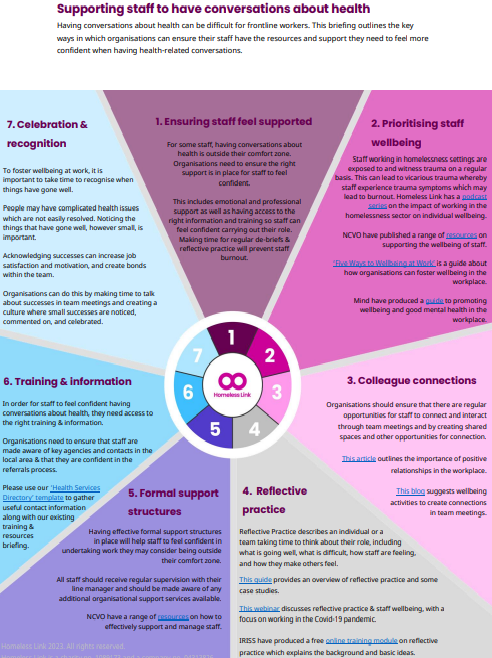 Supporting staff to have conversations about health
Having conversations about health can be difficult for frontline workers. This briefing outlines the key
ways in which organisations can ensure their staff have the resources and support they need to feel more
confident when having health-related conversations.
1. Ensuring staff feel supported
For some staff, having conversations about
health is outside their comfort zone.
Organisations need to ensure the right
support is in place for staff to feel
confident.
This includes emotional and professional
support as well as having access to the
right information and training so staff can
feel confident carrying out their role.
Making time for regular de-briefs &
reflective practice will prevent staff
burnout.
2. Prioritising staff
wellbeing
Staff working in homelessness settings are
exposed to and witness trauma on a regular
basis. This can lead to vicarious trauma whereby
staff experience trauma symptoms which may
lead to burnout. Homeless Link has a podcast
series on the impact of working in the
homelessness sector on individual wellbeing.
NCVO have published a range of resources on
supporting the wellbeing of staff.
'Five Ways to Wellbeing at Work' is a guide about
how organisations can foster wellbeing in the
workplace.
Mind have produced a guide to promoting
wellbeing and good mental health in the
workplace.
3. Colleague connections
Organisations should ensure that there are regular
opportunities for staff to connect and interact
through team meetings and by creating shared
spaces and other opportunities for connection.
This article outlines the importance of positive
relationships in the workplace.
This blog suggests wellbeing
activities to create connections
in team meetings.
4. Reflective
practice
Reflective Practice describes an individual or a
team taking time to think about their role, including
what is going well, what is difficult, how staff are feeling,
and how they make others feel.
This guide provides an overview of reflective practice and some
case studies.
This webinar discusses reflective practice & staff wellbeing, with a
focus on working in the Covid-19 pandemic.
IRISS have produced a free online training module on reflective
practice which explains the background and basic ideas.
5. Formal support
structures
Having effective formal support structures
in place will help staff to feel confident in
undertaking work they may consider being outside
their comfort zone.
All staff should receive regular supervision with their
line manager and should be made aware of any
additional organisational support services available.
NCVO have a range of resources on how to
effectively support and manage staff.
6. Training & information
In order for staff to feel confident having
conversations about health, they need access to
the right training & information.
Organisations need to ensure that staff are
made aware of key agencies and contacts in the
local area & that they are confident in the
referrals process.
Please use our 'Health Services
Directory' template to gather
useful contact information
along with our existing
training &
resources
briefing.
7. Celebration &
recognition
To foster wellbeing at work, it is
important to take time to recognise when
things have gone well.
People may have complicated health issues
which are not easily resolved. Noticing the
things that have gone well, however small, is
important.
Acknowledging successes can increase job
satisfaction and motivation, and create bonds
within the team.
Organisations can do this by making time to talk
about successes in team meetings and creating a
culture where small successes are noticed,
commented on, and celebrated.
1
2
3
4
5
6
7
Homeless Link
Homeless Link 2023. All rights reserved.